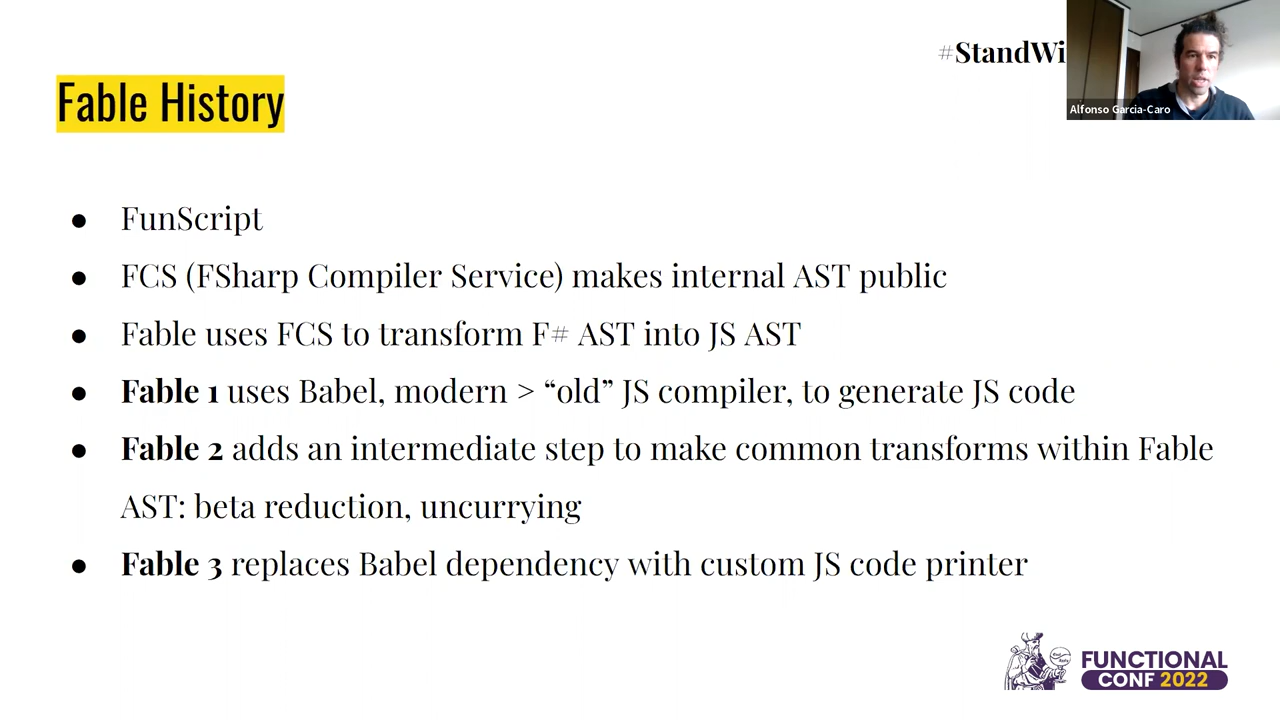 #StandWi
Alfonso Garcia-Caro
Fable History
● FunScript
● FCS (FSharp Compiler Service) makes internal AST public
● Fable uses FCS to transform F# AST into JS AST
● Fable 1 uses Babel, modern > “old” JS compiler, to generate JS code
● Fable 2 adds an intermediate step to make common transforms within Fable
AST: beta reduction, uncurrying
● Fable 3 replaces Babel dependency with custom JS code printer
FUNCTIONAL
CONF 2022